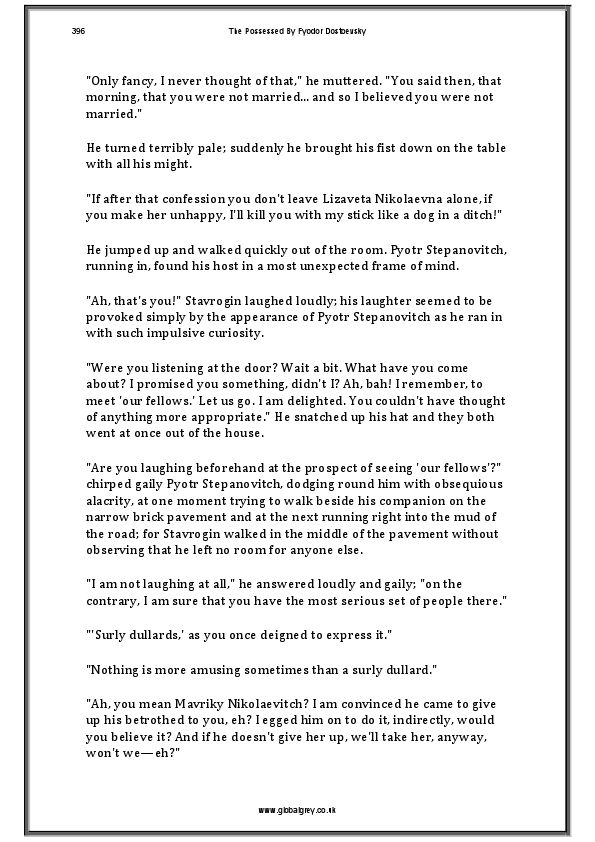 396
The Possessed By Fyodor Dostoevsky
"Only fancy, I never thought of that," he muttered. "You said then, that
morning, that you were not married... and so I believed you were not
married."
He turned terribly pale; suddenly he brought his fist down on the table
with all his might.
"If after that confession you don't leave Lizaveta Nikolaevna alone, if
you make her unhappy, I'll kill you with my stick like a dog in a ditch!"
He jumped up and walked quickly out of the room. Pyotr Stepanovitch,
running in, found his host in a most unexpected frame of mind.
"Ah, that's you!" Stavrogin laughed loudly; his laughter seemed to be
provoked simply by the appearance of Pyotr Stepanovitch as he ran in
with such impulsive curiosity.
"Were you listening at the door? Wait a bit. What have you come
about? I promised you something, didn't I? Ah, bah! I remember, to
meet 'our fellows.' Let us go. I am delighted. You couldn't have thought
of anything more appropriate." He snatched up his hat and they both
went at once out of the house.
"Are you laughing beforehand at the prospect of seeing 'our fellows'?"
chirped gaily Pyotr Stepanovitch, dodging round him with obsequious
alacrity, at one moment trying to walk beside his companion on the
narrow brick pavement and at the next running right into the mud of
the road; for Stavrogin walked in the middle of the pavement without
observing that he left no room for anyone else.
"I am not laughing at all," he answered loudly and gaily; "on the
contrary, I am sure that you have the most serious set of people there."
"'Surly dullards,' as you once deigned to express it."
"Nothing is more amusing sometimes than a surly dullard."
"Ah, you mean Mavriky Nikolaevitch? I am convinced he came to give
up his betrothed to you, eh? I egged him on to do it, indirectly, would
you believe it? And if he doesn't give her up, we'll take her, anyway,
won't we—eh?"
www.globalgrey.co.uk